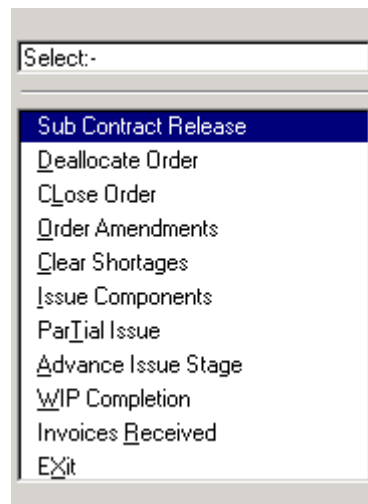 Select:-
Sub Contract Release
Deallocate Order
CLose Order
Order Amendments
Clear Shortages
Issue Components
ParTial Issue
Advance Issue Stage
WIP Completion
Invoices Received
EXit